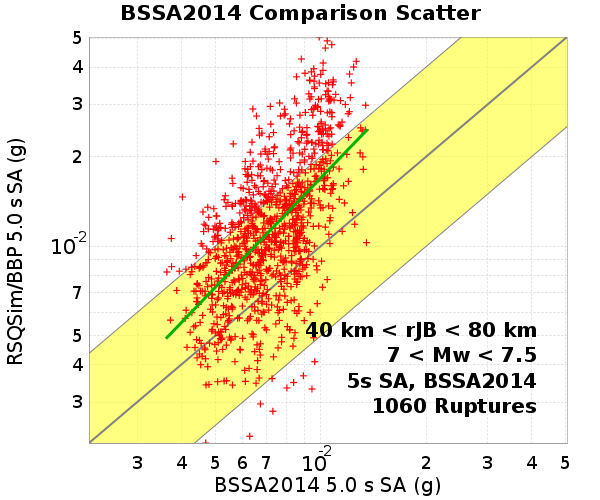 BSSA2014 Comparison Scatter
RSQSim/BBP 5.0 s SA (g)
5
4
3
2
10-2
7
5
4
3
40 km < rJB < 80 km
7 < Mw < 7.5
5s SA, BSSA2014
1060 Ruptures
3 4 5 6 7 10-2 2 3 4 5
BSSA2014 5.0 s SA (g)